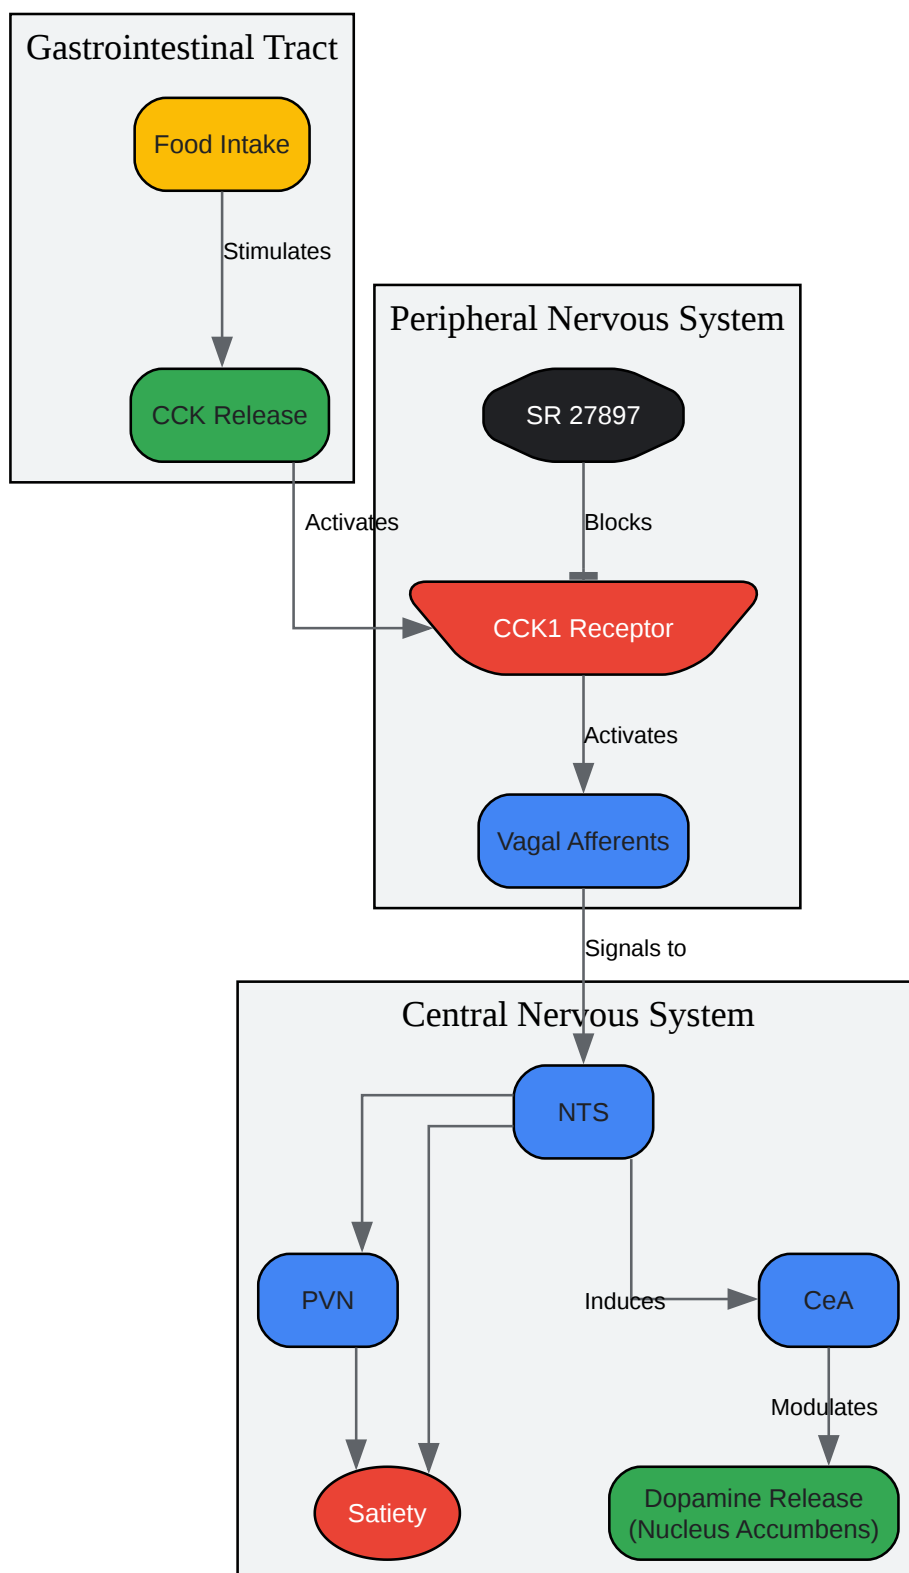 Gastrointestinal Tract
Food Intake
Stimulates
CCK Release
Activates
Peripheral Nervous System
SR 27897
Blocks
CCK1 Receptor
Activates
Vagal Afferents
Signals to
Central Nervous System
NTS
PVN
Induces
CeA
Modulates
Satiety
Dopamine Release
(Nucleus Accumbens)